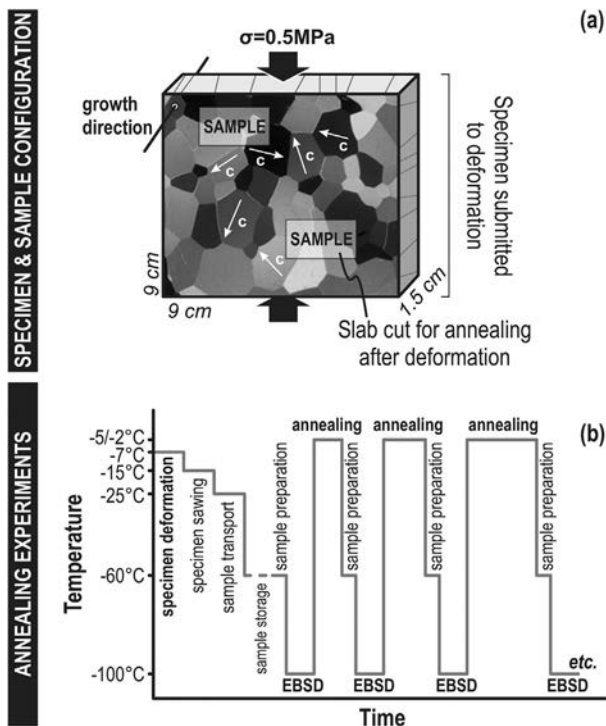 SPECIMEN & SAMPLE CONFIGURATION
(a)
σ=0.5MPa
growth
direction
SAMPLE
c
c
c
c
c
c
SAMPLE
9 cm
9 cm
1.5 cm
Specimen submitted
to deformation
Slab cut for annealing
after deformation
ANNEALING EXPERIMENTS
(b)
annealing
annealing
annealing
Temperature
-5/-2°C
-7°C
-15°C
-25°C
-60°C
-100°C
specimen deformation
specimen sawing
sample transport
sample storage
sample preparation
sample preparation
sample preparation
sample preparation
EBSD
EBSD
EBSD
EBSD
etc.
Time